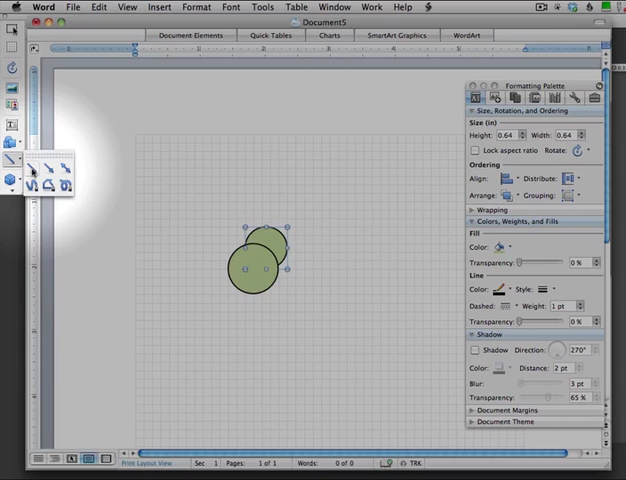 Word File Edit View Insert Format Font Tools Table Window Work Help
Document5
Document Elements Quick Tables Charts SmartArt Graphics WordArt
Formatting Palette
Size, Rotation, and Ordering
Size (in)
Height: 0.64 Width: 0.64
Lock aspect ratio Rotate:
Ordering
Align: Distribute:
Arrange: Grouping:
Wrapping
Colors, Weights, and Fills
Fill
Color:
Transparency: 0 %
Line
Color: Style:
Dashed: Weight: 1 pt
Transparency: 0 %
Shadow
Shadow Direction: 270°
Color: Distance: 2 pt
Blur: 3 pt
Transparency: 65 %
Document Margins
Document Theme
Print Layout View Sec 1 Pages: 1 of 1 Words: 0 of 0 TRK